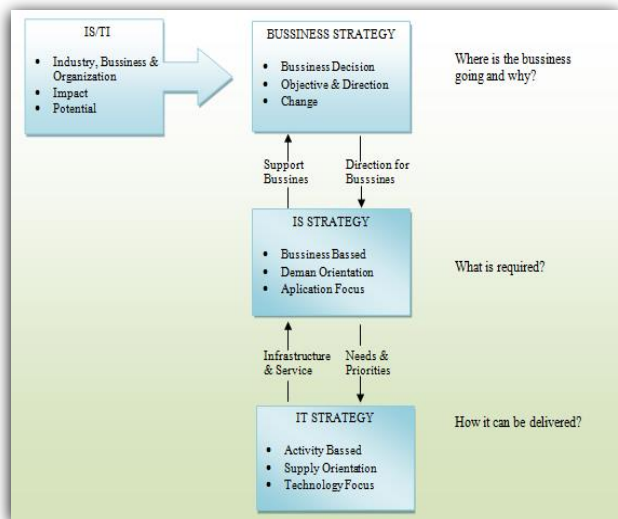 IS/TI
• Industry, Bussiness &
Organization
• Impact
• Potential
BUSSINESS STRATEGY
• Bussiness Decision
• Objective & Direction
• Change
Where is the bussiness
going and why?
Support
Bussines
Direction for
Busssines
IS STRATEGY
• Bussiness Bassed
• Deman Orientation
• Aplication Focus
What is required?
Infrastructure
& Service
Needs &
Priorities
IT STRATEGY
• Activity Bassed
• Supply Orientation
• Technology Focus
How it can be delivered?